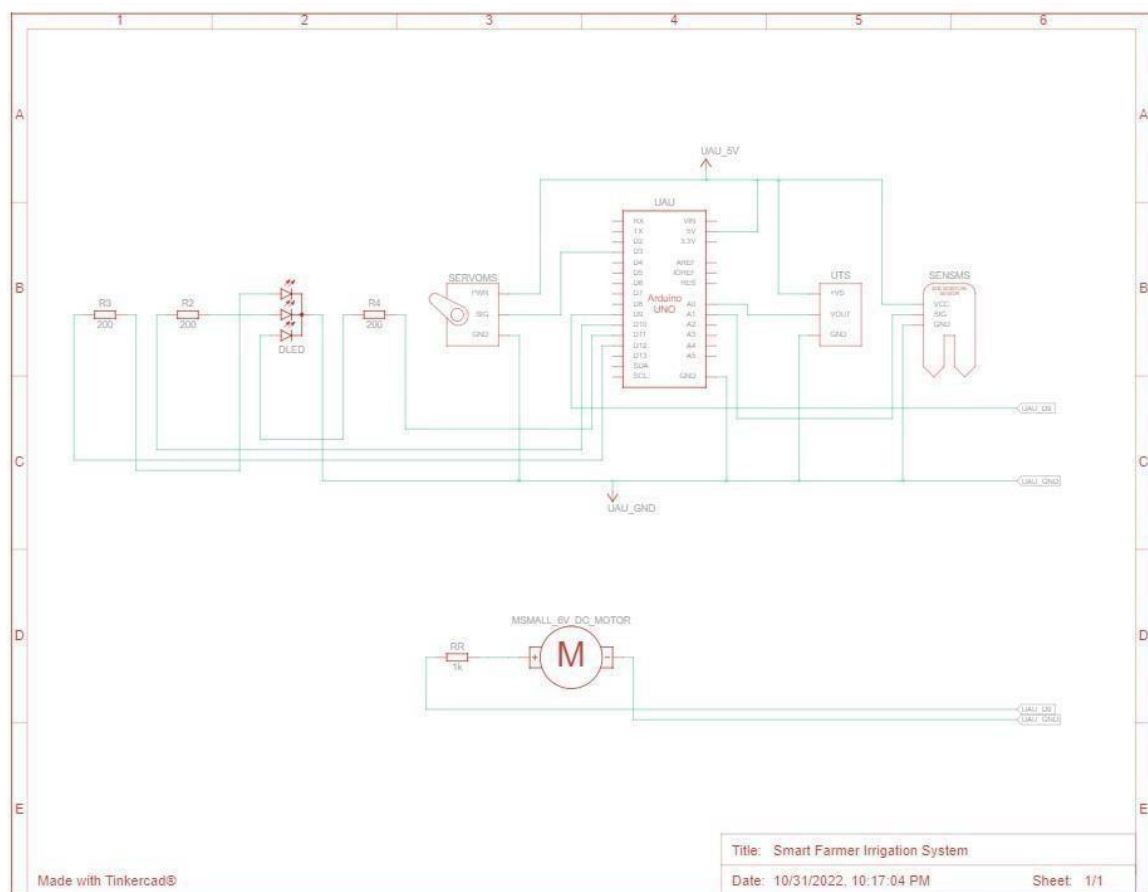 1 2 3 4 5 6
A A
UAU_5V
UAU
RX VIN
TX 5V
D2 3.3V
D3
D4 AREF
D5 IOREF
D6 RES
D7
D8 A0
D9 A1
D10 A2
D11 A3
D12 A4
D13 A5
SDA
SCL GND
Arduino
UNO
B B
R3
200
R2
200
DLED
R4
200
SERVOMS
PWR
SIG
GND
UTS
+VS
VOUT
GND
SENSMS
VCC
SIG
GND
UAU_D9
C C
UAU_GND
UAU_GND
D D
MSMALL_6V_DC_MOTOR
RR
1k
+ M -
UAU_D9
UAU_GND
E E
Title: Smart Farmer Irrigation System
Made with Tinkercad®
Date: 10/31/2022, 10:17:04 PM Sheet: 1/1